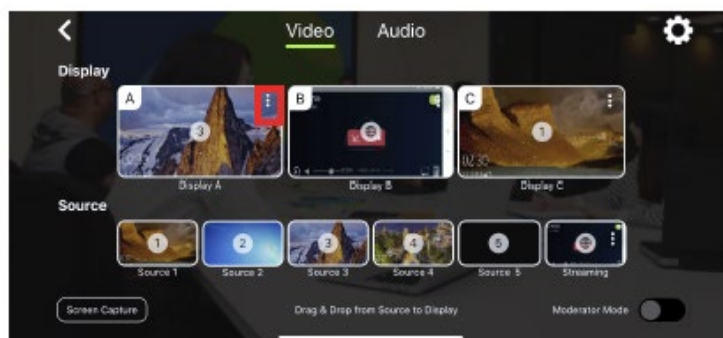 Video Audio
Display
A B C
3 1
Display A Display B Display C
Source
1 2 3 4 5
Source 1 Source 2 Source 3 Source 4 Source 5 Streaming
Screen Capture Drag & Drop from Source to Display Moderator Mode